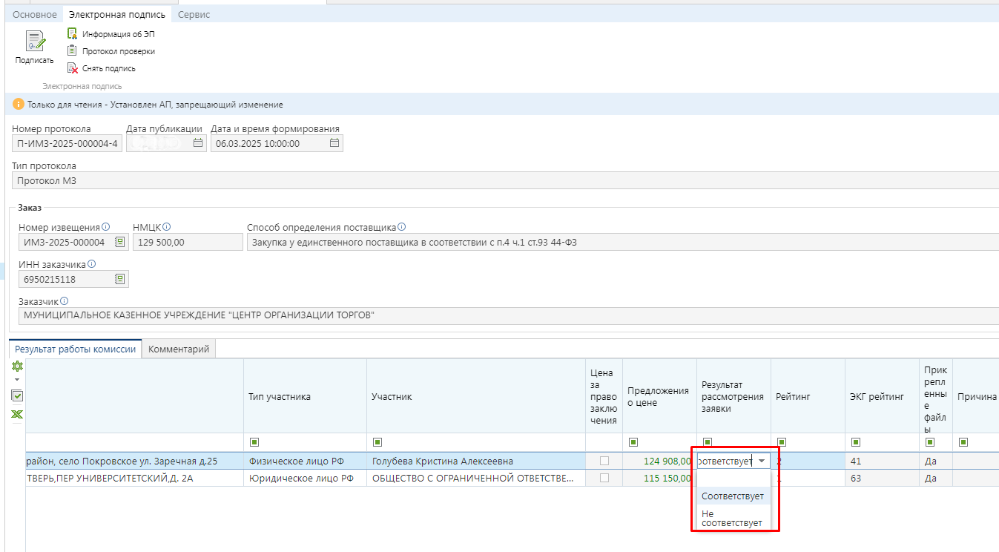 Основное Электронная подпись Сервис
Подписать
Информация об ЭП
Протокол проверки
Снять подпись
Электронная подпись
Только для чтения - Установлен АП, запрещающий изменение
Номер протокола Дата публикации Дата и время формирования
П-ИМЗ-2025-000004-4 06.03.2025 10:00:00
Тип протокола
Протокол МЗ
Заказ
Номер извещения НМЦК Способ определения поставщика
ИМЗ-2025-000004 129 500,00 Закупка у единственного поставщика в соответствии с п.4 ч.1 ст.93 44-ФЗ
ИНН заказчика
6950215118
Заказчик
МУНИЦИПАЛЬНОЕ КАЗЕННОЕ УЧРЕЖДЕНИЕ "ЦЕНТР ОРГАНИЗАЦИИ ТОРГОВ"
Результат работы комиссии Комментарий
Тип участника
Участник
Цена
за
право
заклю
чения
Предложения
о цене
Результат
рассмотрения
заявки
Рейтинг
ЭКГ рейтинг
Прик
репл
енны
е
файл
ы
Причина
район, село Покровское ул. Заречная д.25 Физическое лицо РФ Голубева Кристина Алексеевна 124 908,00 оответствует 2 41 Да
ТВЕРЬ,ПЕР УНИВЕРСИТЕТСКИЙ,Д. 2А Юридическое лицо РФ ОБЩЕСТВО С ОГРАНИЧЕННОЙ ОТВЕТСТВЕ... 115 150,00 1 63 Да
Соответствует
Не
соответствует